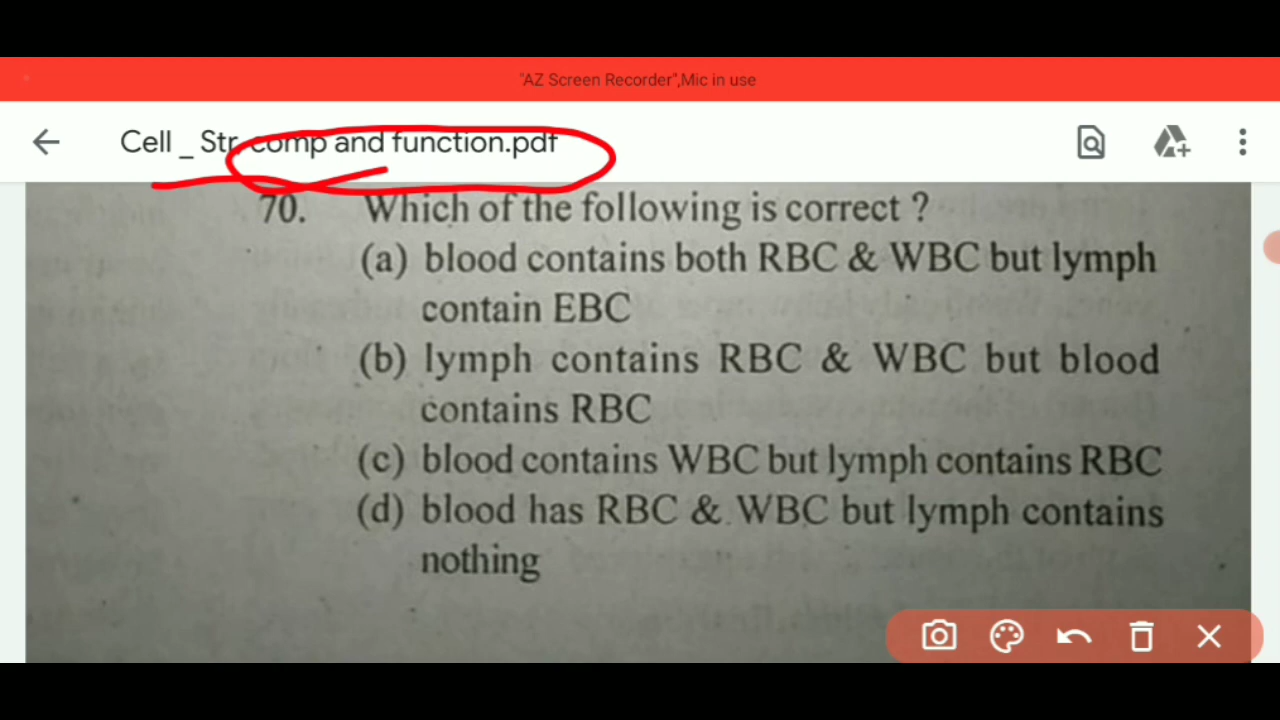 "AZ Screen Recorder",Mic in use
Cell _ Str, comp and function.pdf
70. Which of the following is correct ?
(a) blood contains both RBC & WBC but lymph
contain EBC
(b) lymph contains RBC & WBC but blood
contains RBC
(c) blood contains WBC but lymph contains RBC
(d) blood has RBC & WBC but lymph contains
nothing